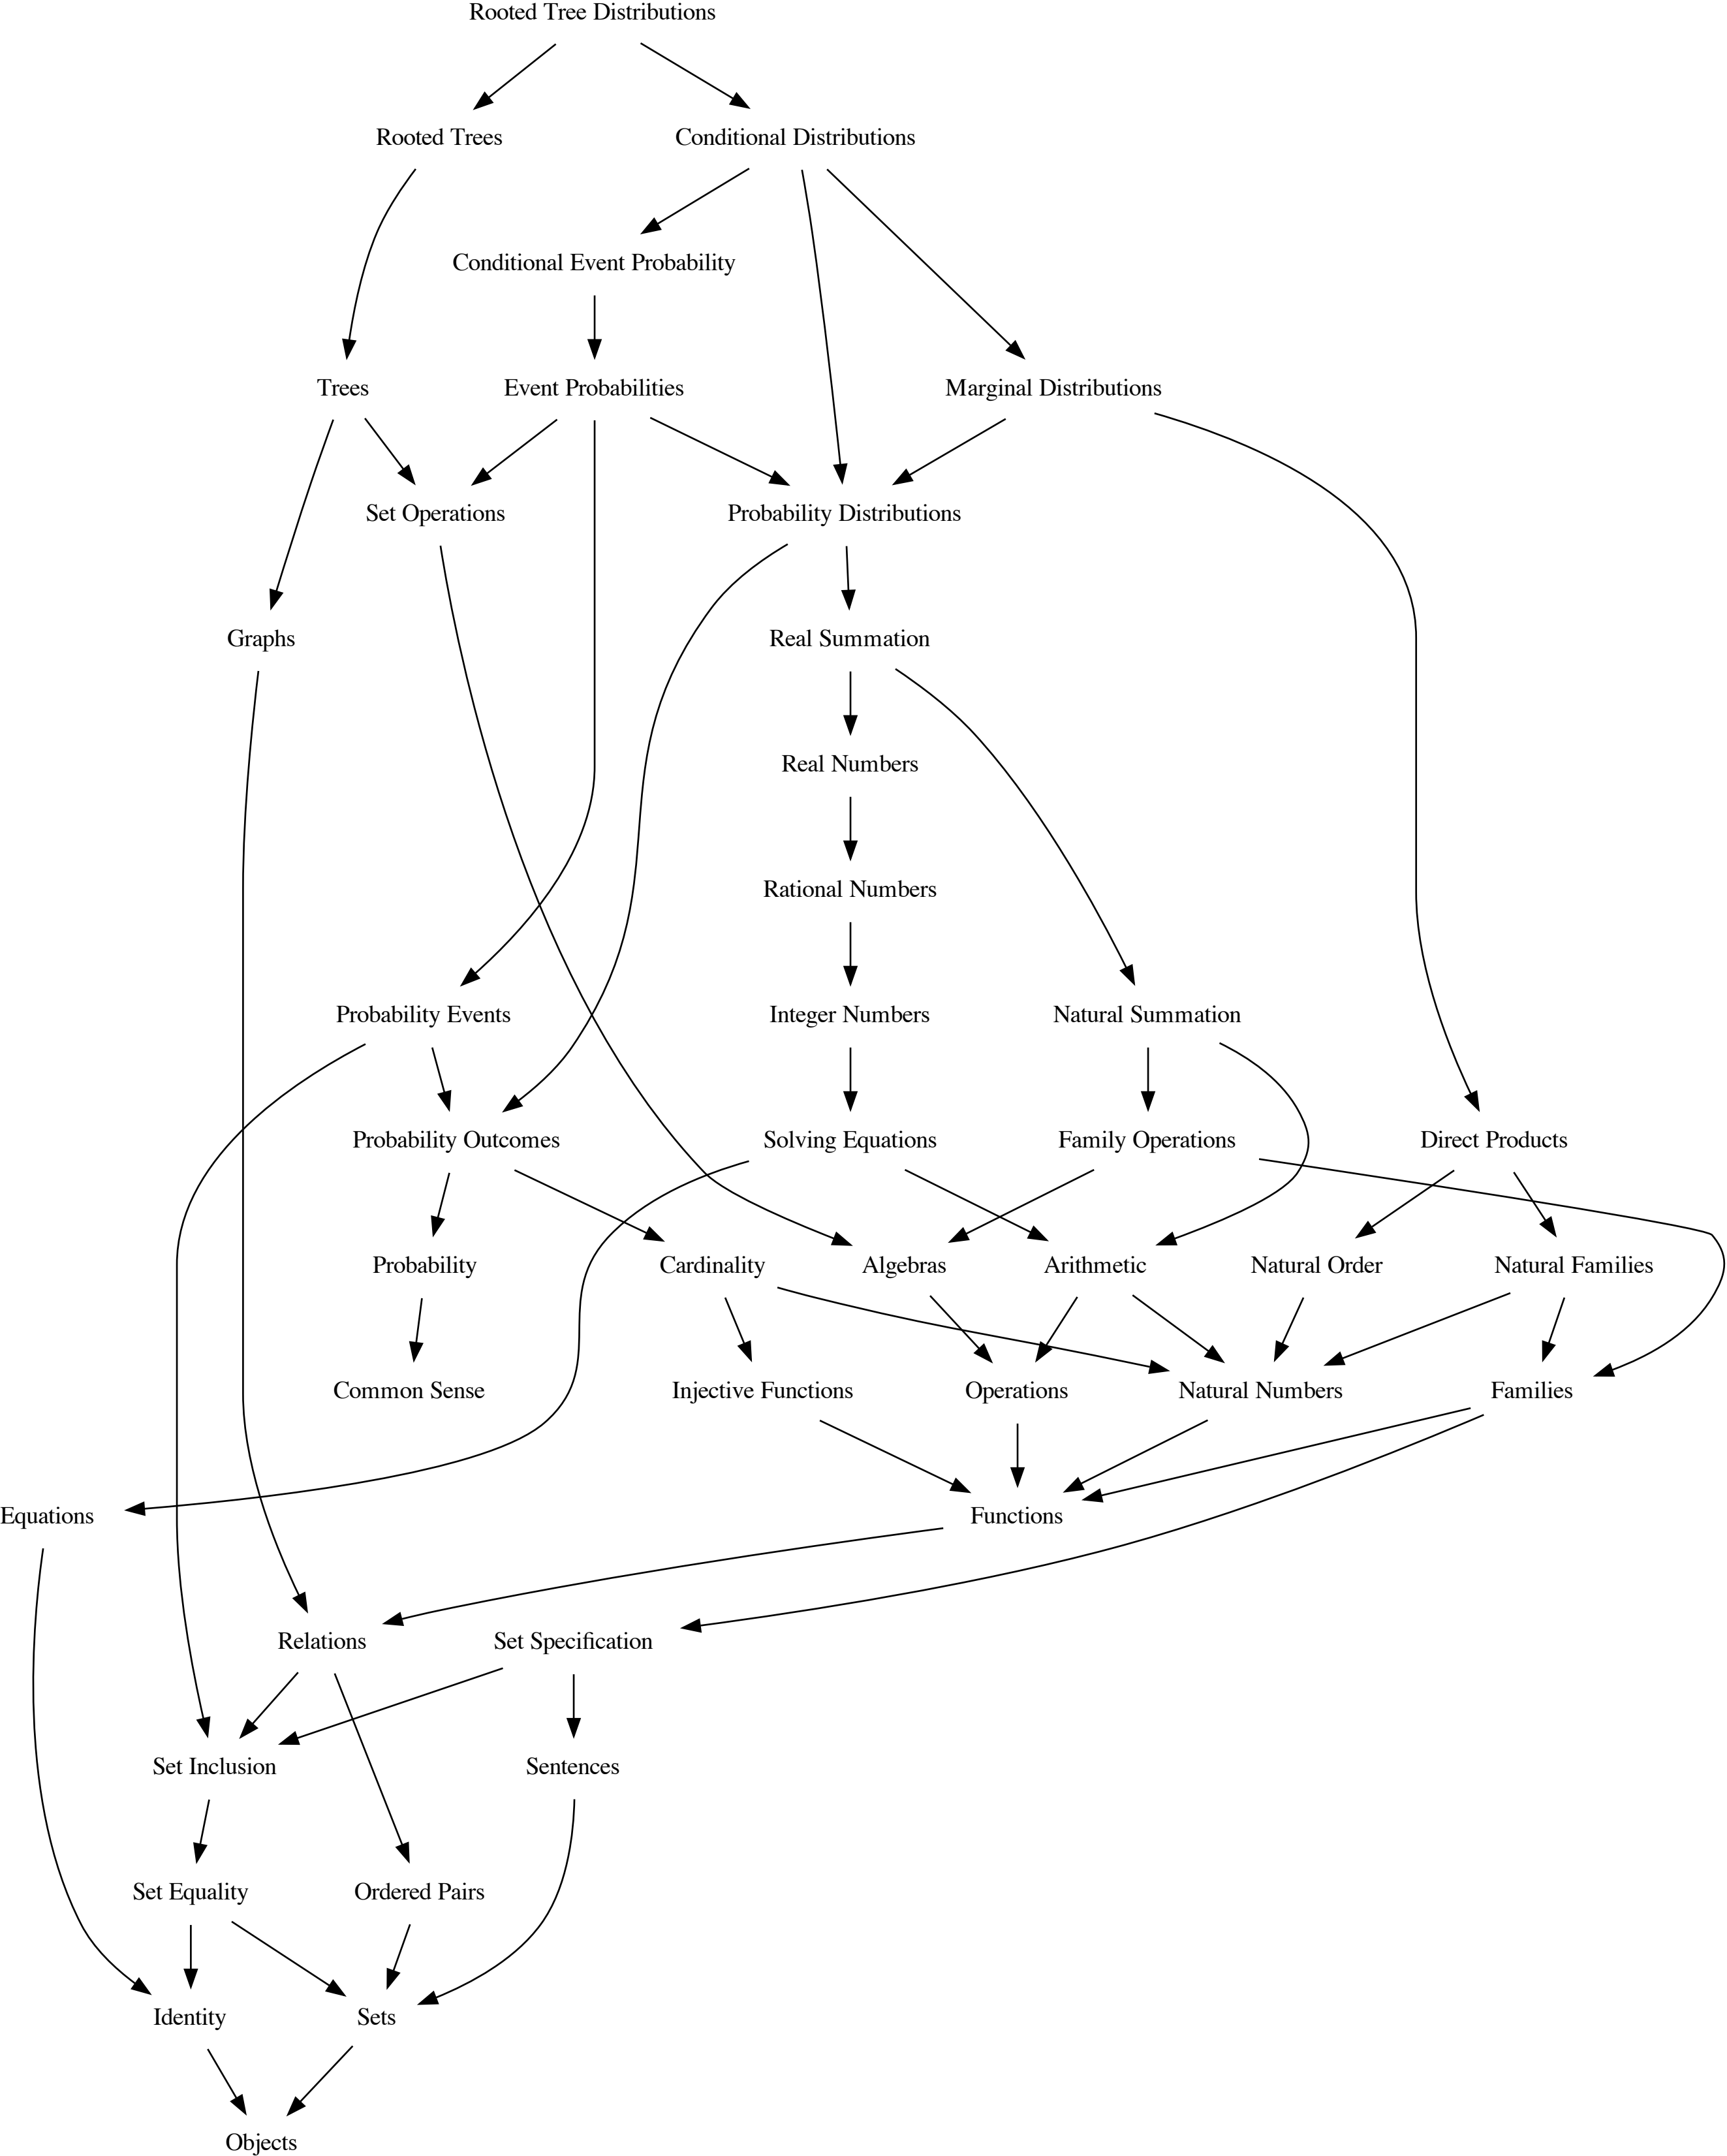 Rooted Tree Distributions
Rooted Trees
Conditional Distributions
Conditional Event Probability
Trees
Event Probabilities
Marginal Distributions
Set Operations
Probability Distributions
Graphs
Real Summation
Real Numbers
Rational Numbers
Probability Events
Integer Numbers
Natural Summation
Probability Outcomes
Solving Equations
Family Operations
Direct Products
Probability
Cardinality
Algebras
Arithmetic
Natural Order
Natural Families
Common Sense
Injective Functions
Operations
Natural Numbers
Families
Equations
Functions
Relations
Set Specification
Set Inclusion
Sentences
Set Equality
Ordered Pairs
Identity
Sets
Objects